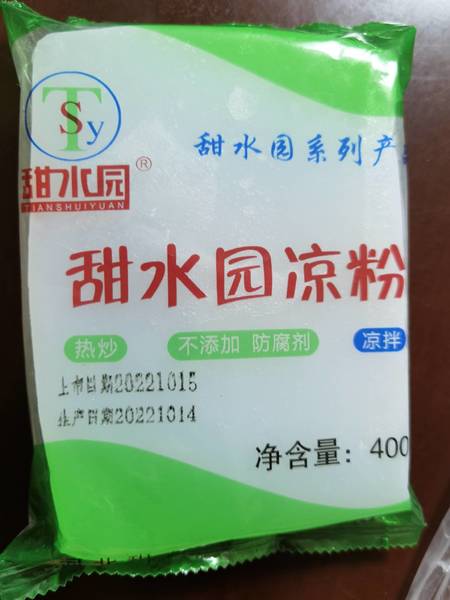 TSy
甜水园®
TIANSHUIYUAN
甜水园系列产
甜水园凉粉
热炒 不添加 防腐剂 凉拌
上市日期20221015
生产日期20221014
净含量：400